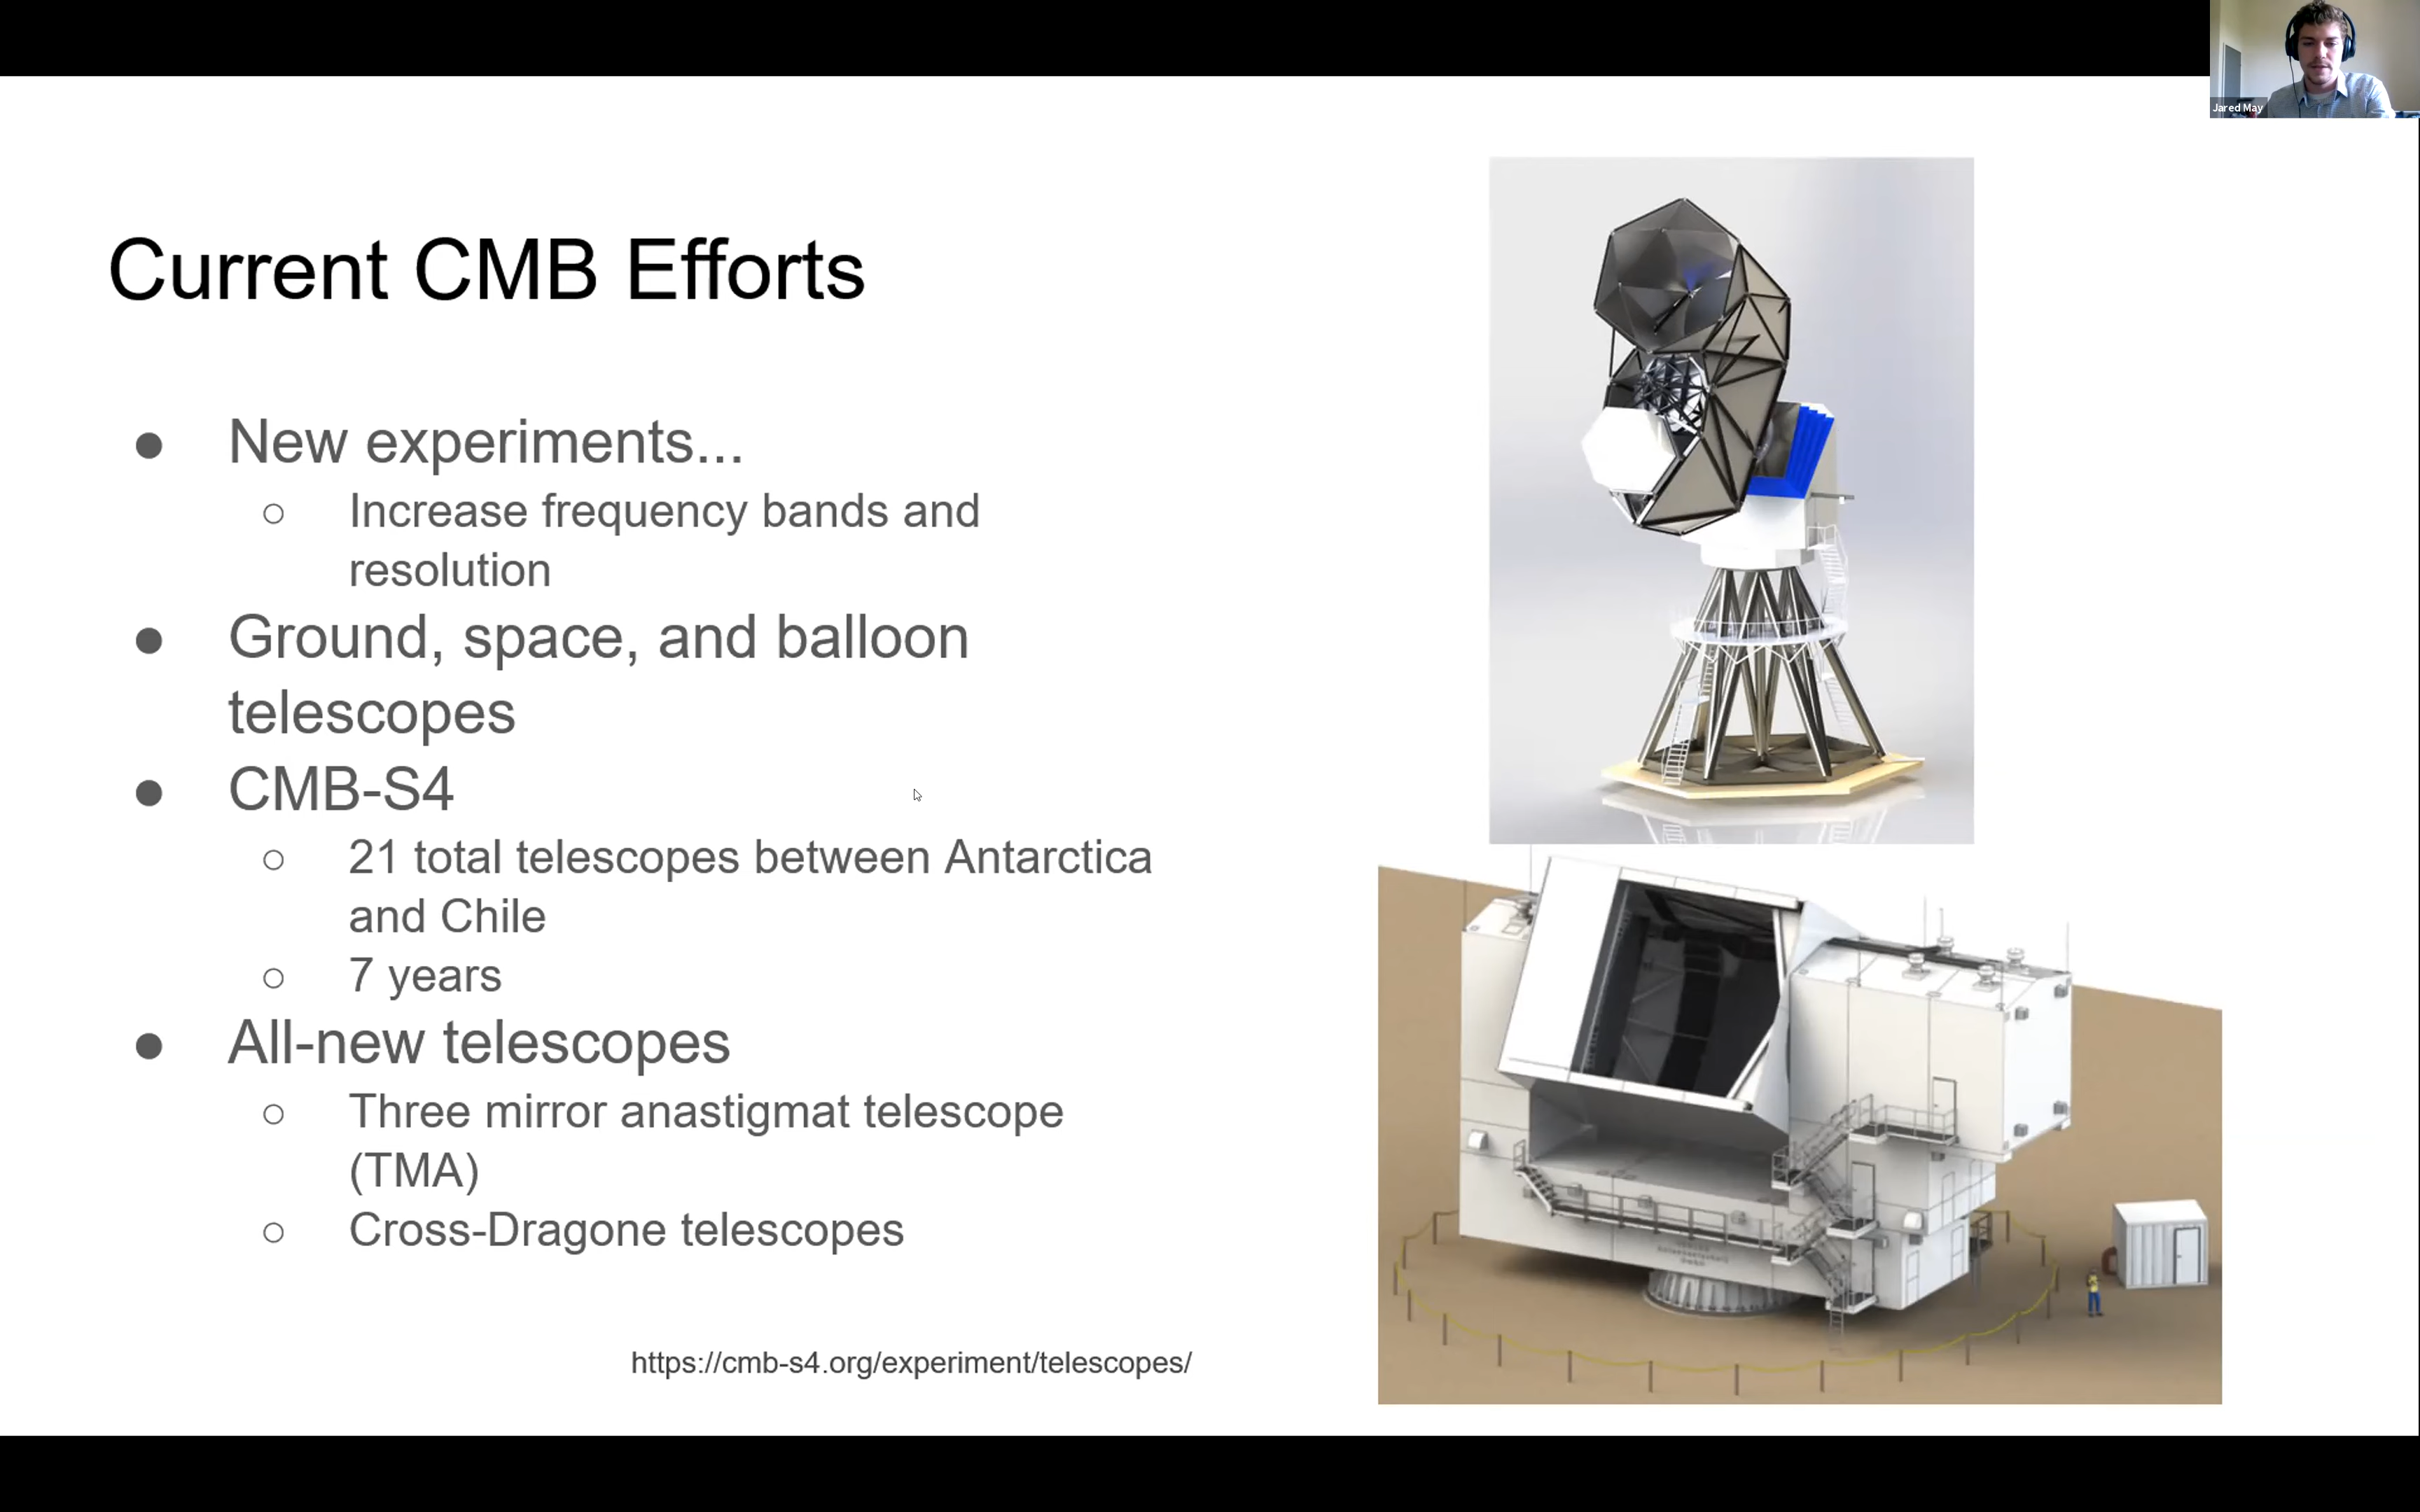 Jared May
Current CMB Efforts
● New experiments...
○ Increase frequency bands and
resolution
● Ground, space, and balloon
telescopes
● CMB-S4
○ 21 total telescopes between Antarctica
and Chile
○ 7 years
● All-new telescopes
○ Three mirror anastigmat telescope
(TMA)
○ Cross-Dragone telescopes
https://cmb-s4.org/experiment/telescopes/